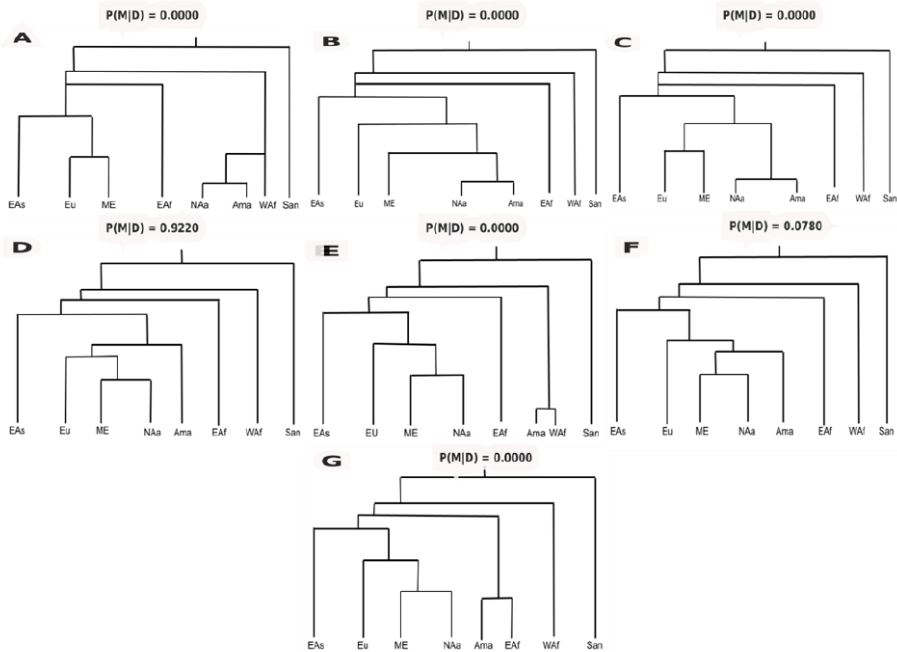 P(M|D) = 0.0000 P(M|D) = 0.0000 P(M|D) = 0.0000
A B C
EAs Eu ME EAf NAa Ama WAf San
EAs Eu ME NAa Ama EAf WAf San
EAs Eu ME NAa Ama EAf WAf San
P(M|D) = 0.9220 P(M|D) = 0.0000 P(M|D) = 0.0780
D E F
EAs Eu ME NAa Ama EAf WAf San
EAs EU ME NAa EAf Ama WAf San
EAs Eu ME NAa Ama EAf WAf San
G P(M|D) = 0.0000
EAs Eu ME NAa Ama EAf WAf San